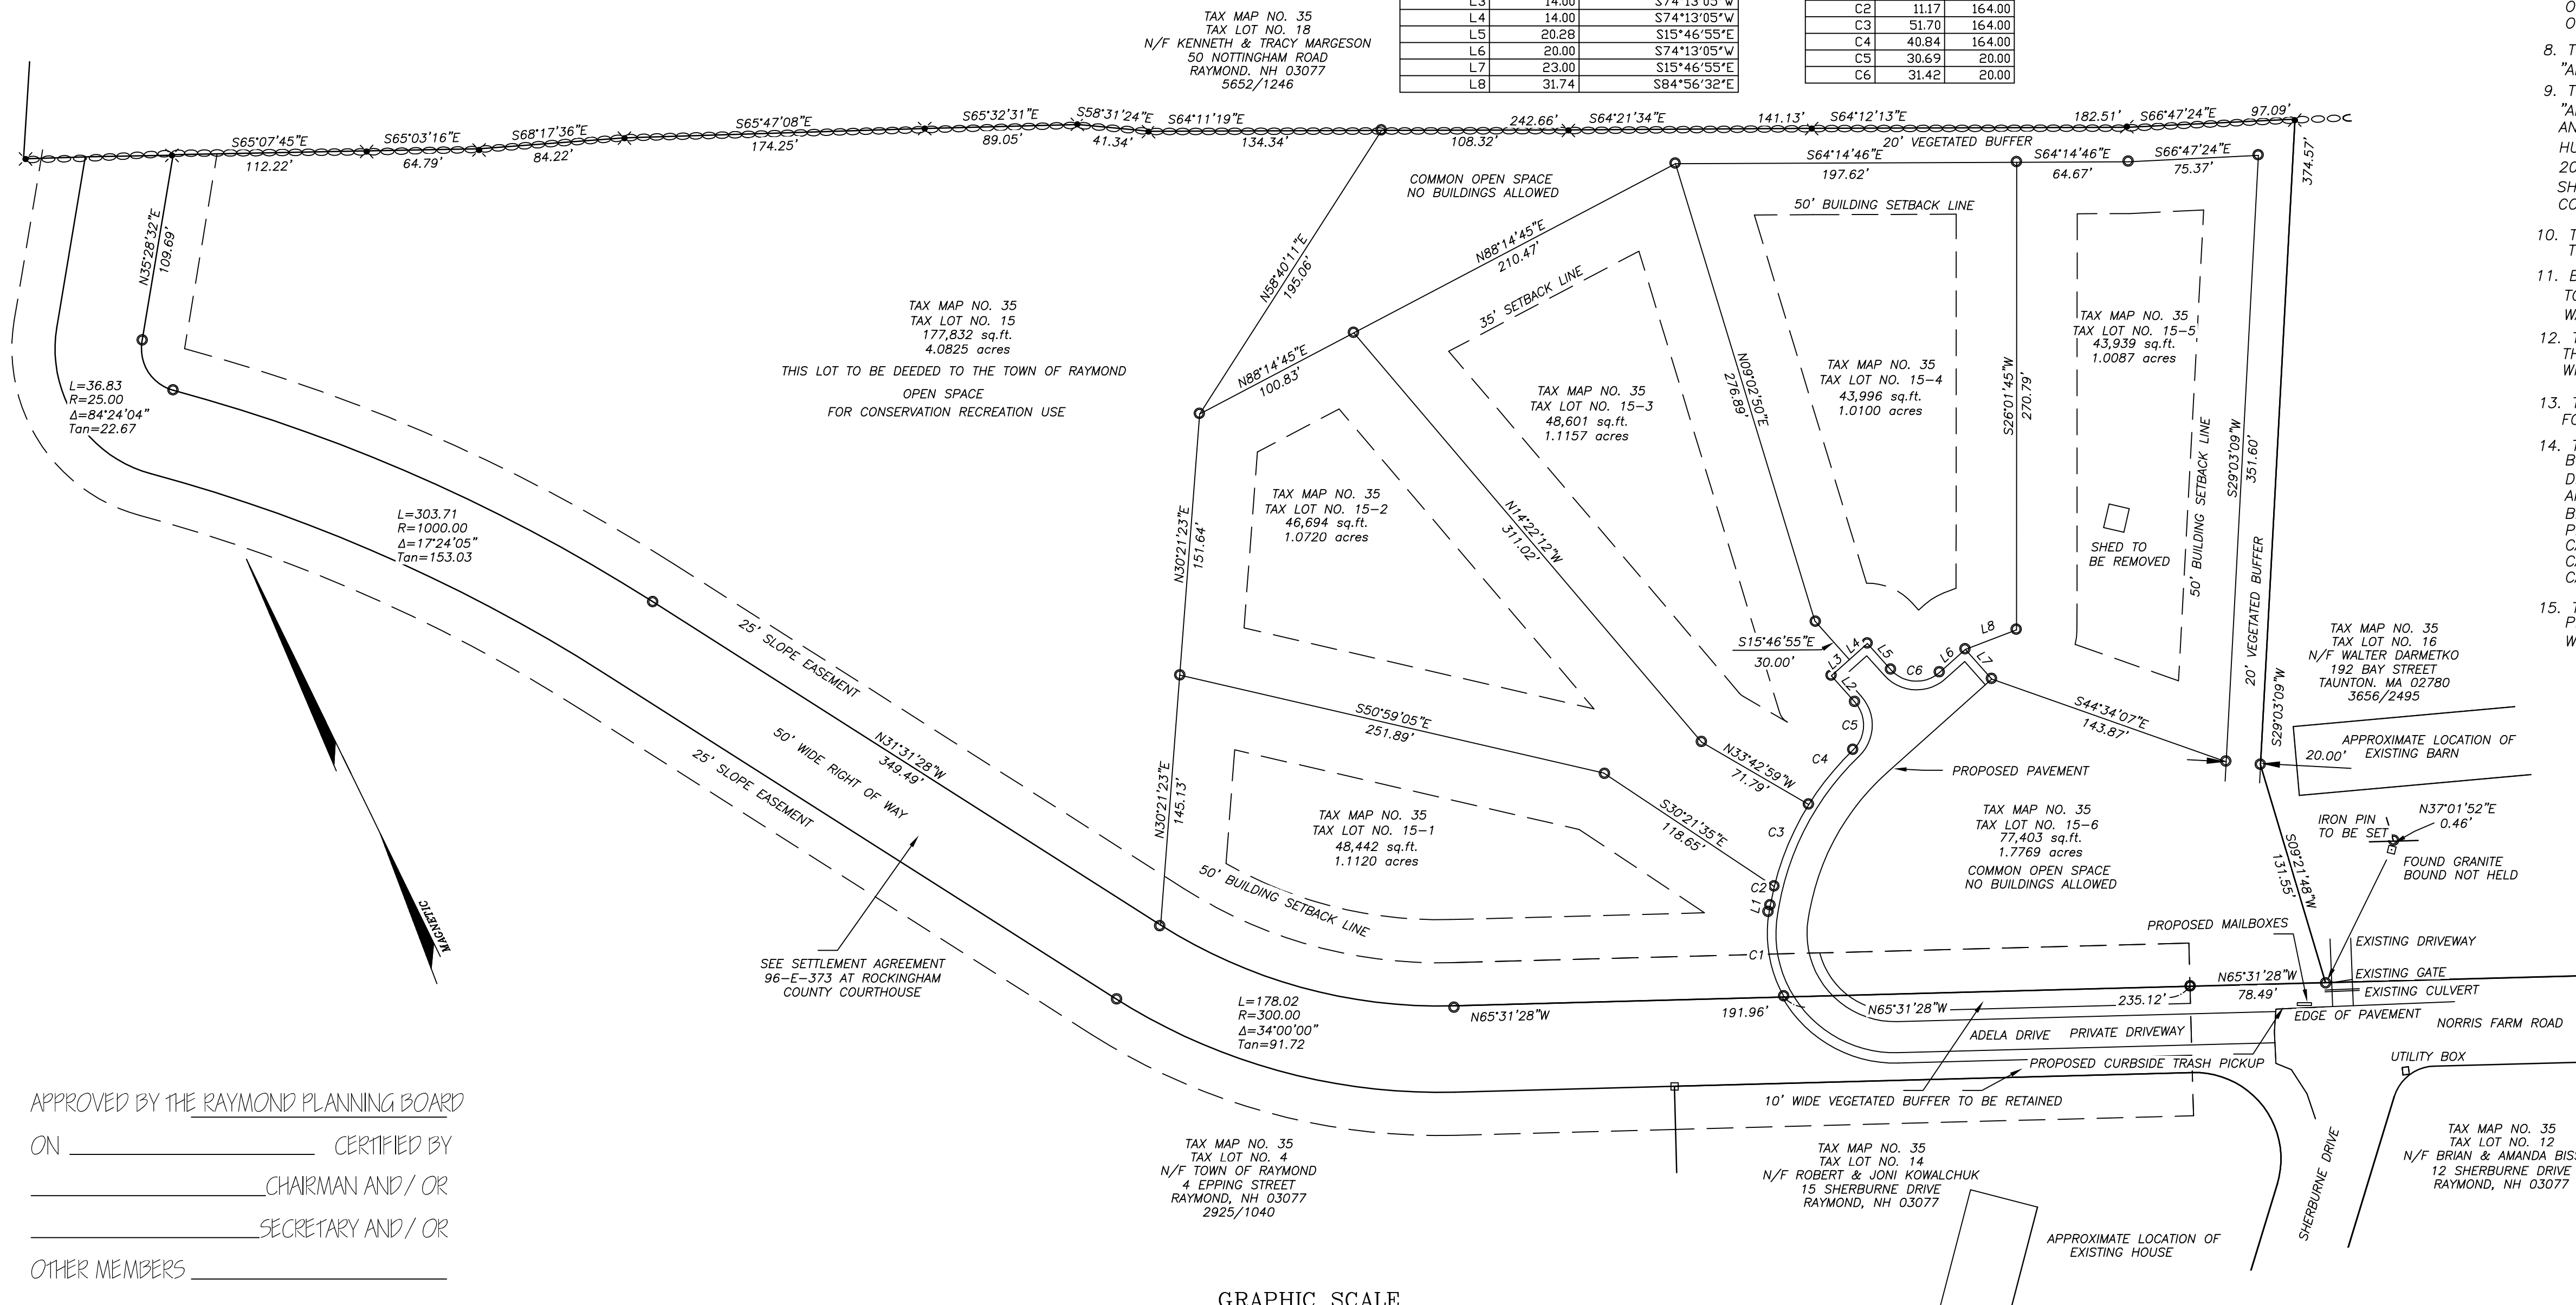 TAX MAP NO. 35
TAX LOT NO. 18
N/F KENNETH & TRACY MARGESON
50 NOTTINGHAM ROAD
RAYMOND. NH 03077
5652/1246
L3 14.00 S74°13'05"W
L4 14.00 S74°13'05"W
L5 20.28 S15°46'55"E
L6 20.00 S74°13'05"W
L7 23.00 S15°46'55"E
L8 31.74 S84°56'32"E
C2 11.17 164.00
C3 51.70 164.00
C4 40.84 164.00
C5 30.69 20.00
C6 31.42 20.00
8. T
9. T
10. T
11. B
12. T
13. T
14. T
15. T
S65°07'45"E
112.22'
S65°03'16"E
64.79'
S68°17'36"E
84.22'
S65°47'08"E
174.25'
S65°32'31"E
89.05'
S58°31'24"E
41.34'
S64°11'19"E
134.34'
242.66'
108.32'
S64°21'34"E
141.13'
S64°12'13"E
182.51'
S66°47'24"E
97.09'
20' VEGETATED BUFFER
374.57'
S64°14'46"E
197.62'
S64°14'46"E
64.67'
S66°47'24"E
75.37'
COMMON OPEN SPACE
NO BUILDINGS ALLOWED
50' BUILDING SETBACK LINE
N35°28'32"E
109.69'
N58°40'11"E
195.06'
N88°14'45"E
210.47'
35' SETBACK LINE
N88°14'45"E
100.83'
TAX MAP NO. 35
TAX LOT NO. 15
177,832 sq.ft.
4.0825 acres
THIS LOT TO BE DEEDED TO THE TOWN OF RAYMOND
OPEN SPACE
FOR CONSERVATION RECREATION USE
L=36.83
R=25.00
Δ=84°24'04"
Tan=22.67
TAX MAP NO. 35
TAX LOT NO. 15-3
48,601 sq.ft.
1.1157 acres
N09°02'50"E
276.89'
TAX MAP NO. 35
TAX LOT NO. 15-4
43,996 sq.ft.
1.0100 acres
S26°01'45"W
270.79'
TAX MAP NO. 35
TAX LOT NO. 15-5
43,939 sq.ft.
1.0087 acres
S29°03'09"W
351.60'
50' BUILDING SETBACK LINE
20' VEGETATED BUFFER
SHED TO
BE REMOVED
L=303.71
R=1000.00
Δ=17°24'05"
Tan=153.03
TAX MAP NO. 35
TAX LOT NO. 15-2
46,694 sq.ft.
1.0720 acres
N30°21'23"E
151.64'
N14°22'12"W
311.02'
S15°46'55"E
30.00'
L3
L4
L5
C6
L6
L7
L8
L2
C5
C4
TAX MAP NO. 35
TAX LOT NO. 16
N/F WALTER DARMETKO
192 BAY STREET
TAUNTON. MA 02780
3656/2495
25' SLOPE EASEMENT
N31°31'28"W
349.49'
50' WIDE RIGHT OF WAY
25' SLOPE EASEMENT
S50°59'05"E
251.89'
N33°42'59"W
71.79'
S44°34'07"E
143.87'
S29°03'09"W
20.00'
APPROXIMATE LOCATION OF
EXISTING BARN
PROPOSED PAVEMENT
N30°21'23"E
145.13'
TAX MAP NO. 35
TAX LOT NO. 15-1
48,442 sq.ft.
1.1120 acres
S30°21'35"E
118.65'
C3
C2
L1
C1
TAX MAP NO. 35
TAX LOT NO. 15-6
77,403 sq.ft.
1.7769 acres
COMMON OPEN SPACE
NO BUILDINGS ALLOWED
IRON PIN
TO BE SET
N37°01'52"E
0.46'
FOUND GRANITE
BOUND NOT HELD
S09°21'48"W
131.55'
50' BUILDING SETBACK LINE
MAGNETIC
PROPOSED MAILBOXES
EXISTING DRIVEWAY
EXISTING GATE
EXISTING CULVERT
SEE SETTLEMENT AGREEMENT
96-E-373 AT ROCKINGHAM
COUNTY COURTHOUSE
L=178.02
R=300.00
Δ=34°00'00"
Tan=91.72
N65°31'28"W
191.96'
N65°31'28"W
235.12'
N65°31'28"W
78.49'
EDGE OF PAVEMENT
NORRIS FARM ROAD
ADELA DRIVE PRIVATE DRIVEWAY
UTILITY BOX
PROPOSED CURBSIDE TRASH PICKUP
10' WIDE VEGETATED BUFFER TO BE RETAINED
APPROVED BY THE RAYMOND PLANNING BOARD
ON CERTIFIED BY
CHAIRMAN AND/ OR
SECRETARY AND/ OR
OTHER MEMBERS
TAX MAP NO. 35
TAX LOT NO. 4
N/F TOWN OF RAYMOND
4 EPPING STREET
RAYMOND, NH 03077
2925/1040
TAX MAP NO. 35
TAX LOT NO. 14
N/F ROBERT & JONI KOWALCHUK
15 SHERBURNE DRIVE
RAYMOND, NH 03077
SHERBURNE DRIVE
TAX MAP NO. 35
TAX LOT NO. 12
N/F BRIAN & AMANDA BIS
12 SHERBURNE DRIVE
RAYMOND, NH 03077
APPROXIMATE LOCATION OF
EXISTING HOUSE
GRAPHIC SCALE